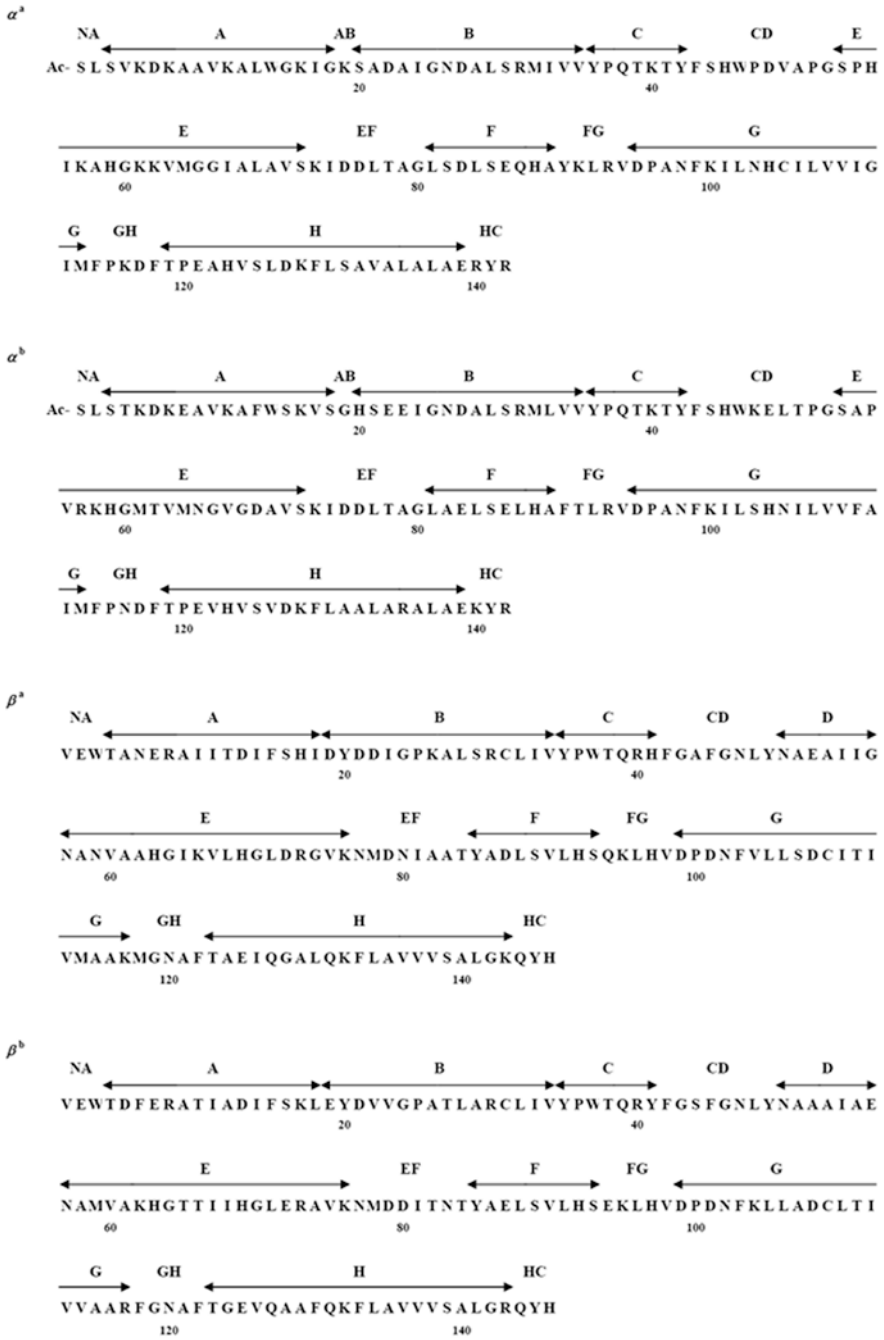 α a
NA A AB B C CD E
Ac- S L S V K D K A A V K A L W G K I G K S A D A I G N D A L S R M I V V Y P Q T K T Y F S H W P D V A P G S P H
20 40
E EF F FG G
I K A H G K K V M G G I A L A V S K I D D L T A G L S D L S E Q H A Y K L R V D P A N F K I L N H C I L V V I G
60 80 100
G GH H HC
I M F P K D F T P E A H V S L D K F L S A V A L A L A E R Y R
120 140
α b
NA A AB B C CD E
Ac- S L S T K D K E A V K A F W S K V S G H S E E I G N D A L S R M L V V Y P Q T K T Y F S H W K E L T P G S A P
20 40
E EF F FG G
V R K H G M T V M N G V G D A V S K I D D L T A G L A E L S E L H A F T L R V D P A N F K I L S H N I L V V F A
60 80 100
G GH H HC
I M F P N D F T P E V H V S V D K F L A A L A R A L A E K Y R
120 140
β a
NA A B C CD D
V E W T A N E R A I I T D I F S H I D Y D D I G P K A L S R C L I V Y P W T Q R H F G A F G N L Y N A E A I I G
20 40
E EF F FG G
N A N V A A H G I K V L H G L D R G V K N M D N I A A T Y A D L S V L H S Q K L H V D P D N F V L L S D C I T I
60 80 100
G GH H HC
V M A A K M G N A F T A E I Q G A L Q K F L A V V V S A L G K Q Y H
120 140
β b
NA A B C CD D
V E W T D F E R A T I A D I F S K L E Y D V V G P A T L A R C L I V Y P W T Q R Y F G S F G N L Y N A A A I A E
20 40
E EF F FG G
N A M V A K H G T T I I H G L E R A V K N M D D I T N T Y A E L S V L H S E K L H V D P D N F K L L A D C L T I
60 80 100
G GH H HC
V V A A R F G N A F T G E V Q A A F Q K F L A V V V S A L G R Q Y H
120 140